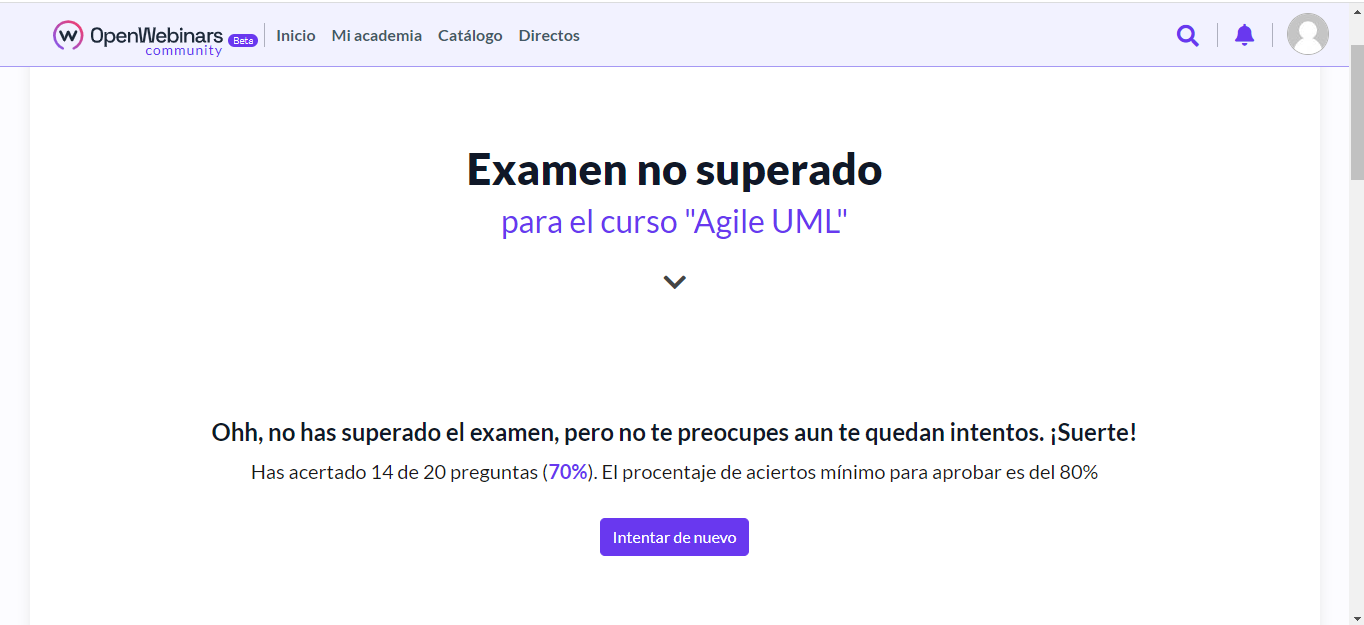 OpenWebinars Beta
community
Inicio Mi academia Catálogo Directos
Examen no superado
para el curso "Agile UML"
Ohh, no has superado el examen, pero no te preocupes aun te quedan intentos. ¡Suerte!
Has acertado 14 de 20 preguntas (70%). El procentaje de aciertos mínimo para aprobar es del 80%
Intentar de nuevo